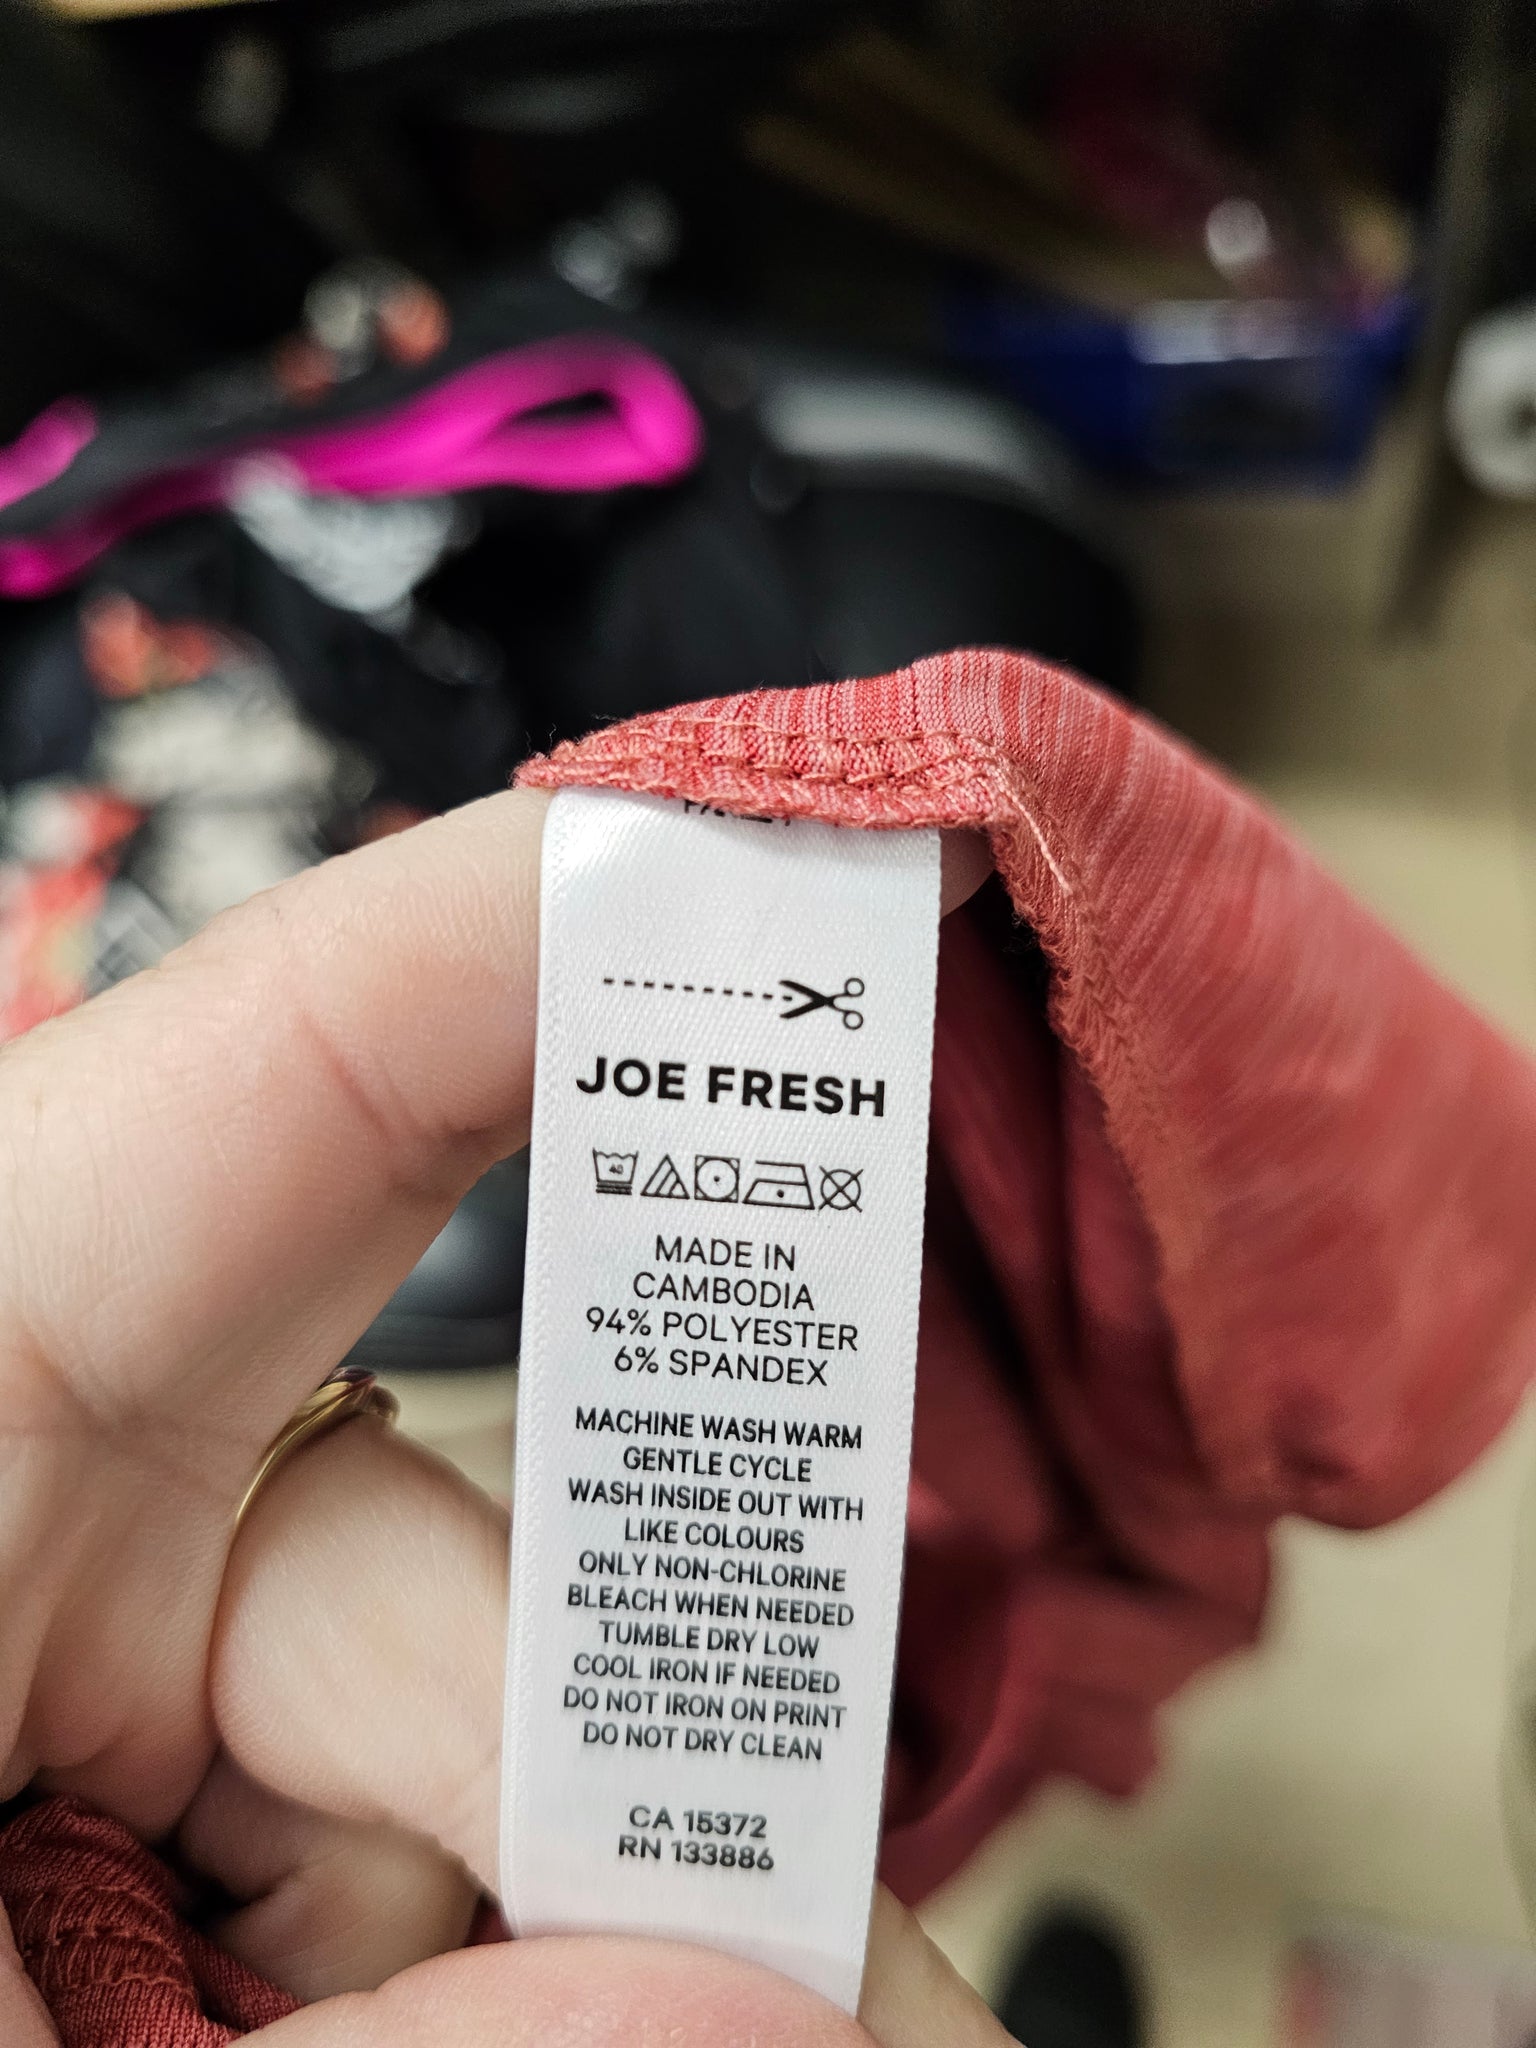 JOE FRESH
40
MADE IN
CAMBODIA
94% POLYESTER
6% SPANDEX
MACHINE WASH WARM
GENTLE CYCLE
WASH INSIDE OUT WITH
LIKE COLOURS
ONLY NON-CHLORINE
BLEACH WHEN NEEDED
TUMBLE DRY LOW
COOL IRON IF NEEDED
DO NOT IRON ON PRINT
DO NOT DRY CLEAN
CA 15372
RN 133886